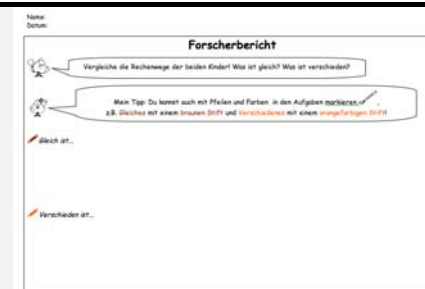 Name:
Datum:
Forscherbericht
Vergleiche die Rechenwege der beiden Kinder! Was ist gleich? Was ist verschieden?
Mein Tipp: Du kannst auch mit Pfeilen und Farben in den Aufgaben markieren
z.B. Gleiches mit einem braunen Stift und Verschiedenes mit einem orangefarbigen Stift!
Gleich ist...
Verschieden ist...